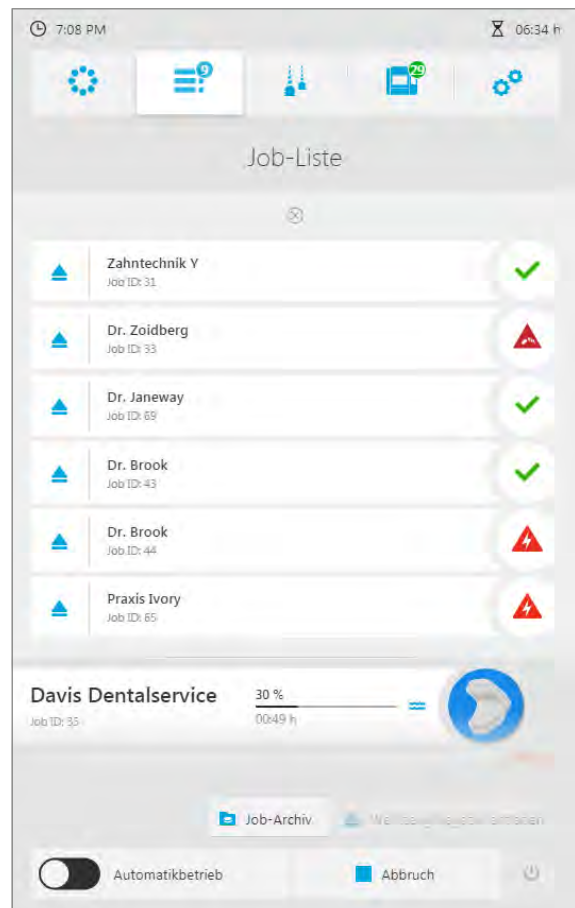 7:08 PM
06:34 h
9
29
Job-Liste
Zahntechnik Y
Job ID: 31
Dr. Zoidberg
Job ID: 33
Dr. Janeway
Job ID: 69
Dr. Brook
Job ID: 43
Dr. Brook
Job ID: 44
Praxis Ivory
Job ID: 65
Davis Dentalservice
Job ID: 35
30 %
00:49 h
Job-Archiv
Automatikbetrieb
Abbruch